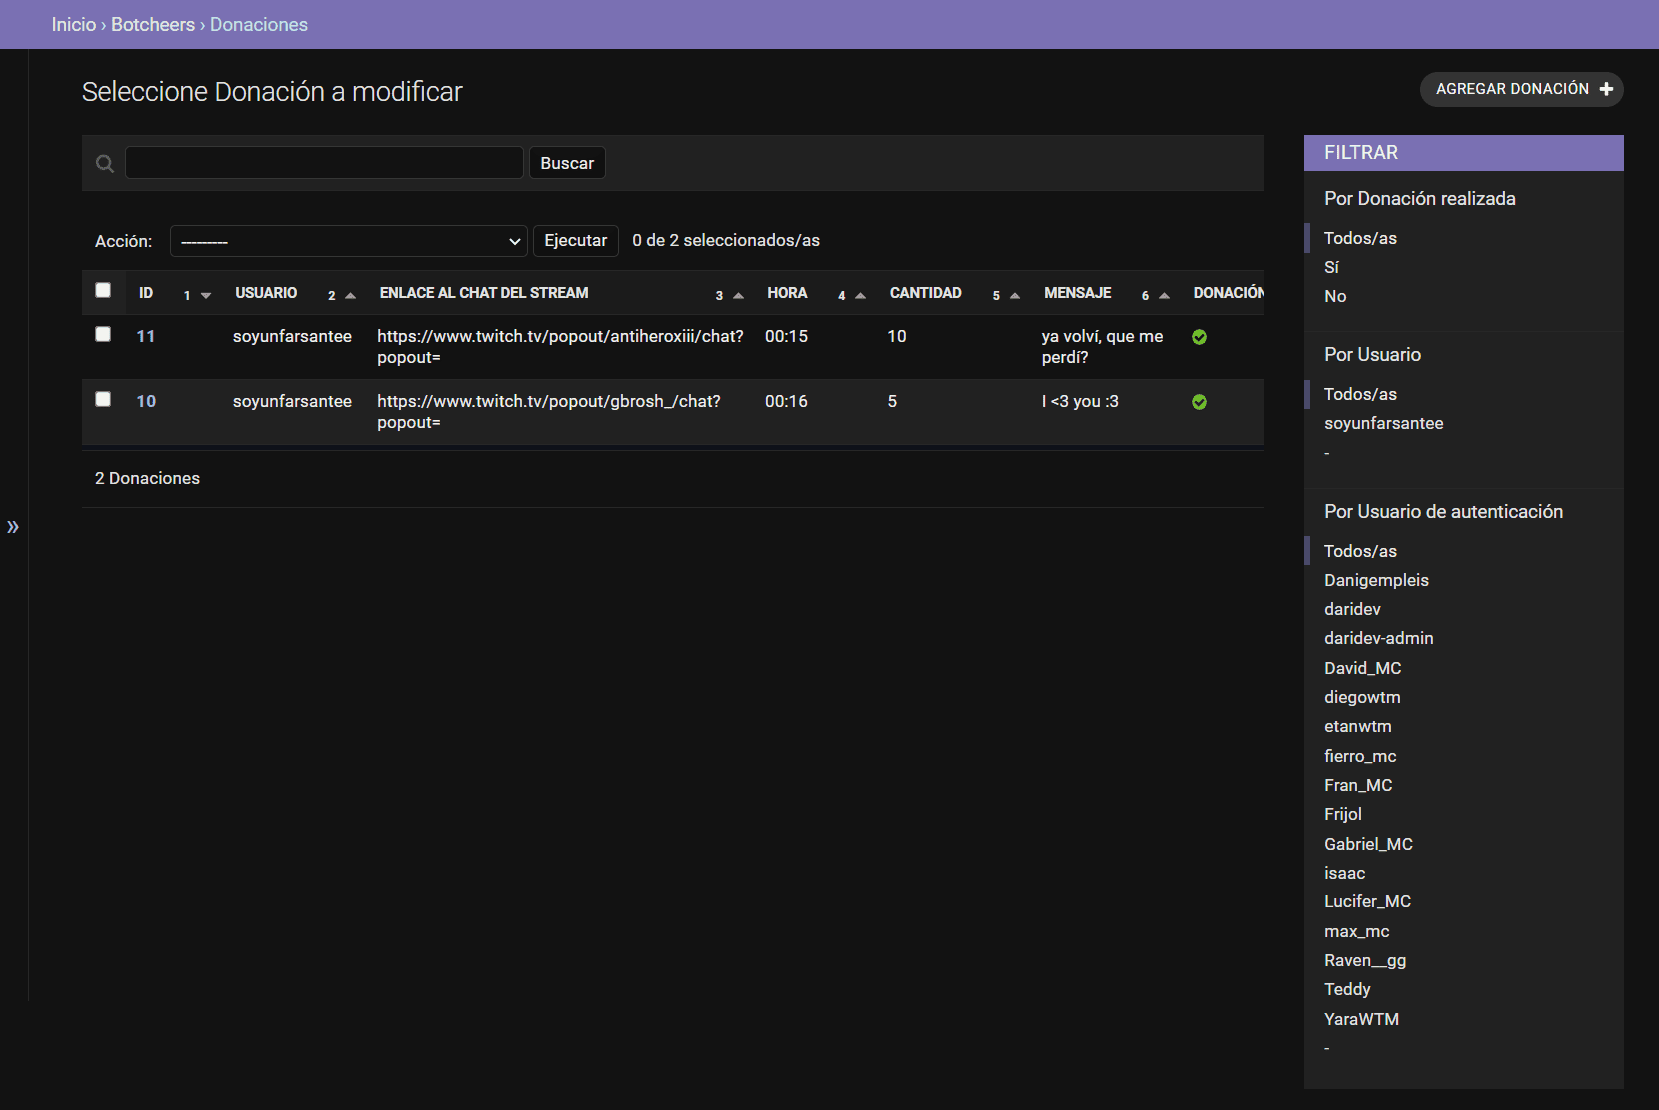 Inicio › Botcheers › Donaciones
Seleccione Donación a modificar
AGREGAR DONACIÓN
Buscar
Acción: --------- Ejecutar 0 de 2 seleccionados/as
ID 1 USUARIO 2 ENLACE AL CHAT DEL STREAM 3 HORA 4 CANTIDAD 5 MENSAJE 6 DONACIÓN
11 soyunfarsantee https://www.twitch.tv/popout/antiheroxiii/chat? 00:15 10 ya volví, que me
popout= perdí?
10 soyunfarsantee https://www.twitch.tv/popout/gbrosh_/chat? 00:16 5 I <3 you :3
popout=
2 Donaciones
»
FILTRAR
Por Donación realizada
Todos/as
Sí
No
Por Usuario
Todos/as
soyunfarsantee
-
Por Usuario de autenticación
Todos/as
Danigempleis
daridev
daridev-admin
David_MC
diegowtm
etanwtm
fierro_mc
Fran_MC
Frijol
Gabriel_MC
isaac
Lucifer_MC
max_mc
Raven__gg
Teddy
YaraWTM
-